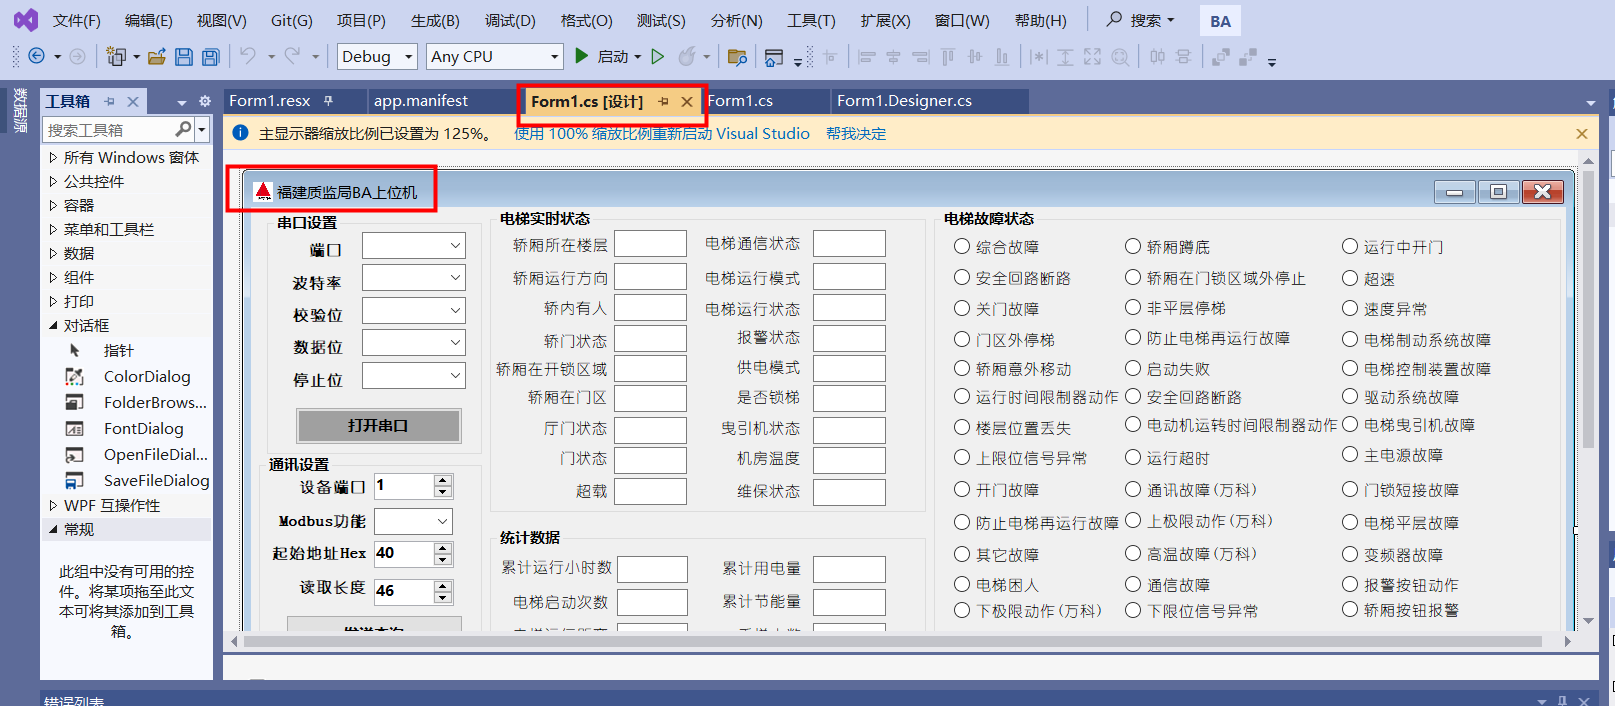 文件(F) 编辑(E) 视图(V) Git(G) 项目(P) 生成(B) 调试(D) 格式(O) 测试(S) 分析(N) 工具(T) 扩展(X) 窗口(W) 帮助(H) 搜索 BA
Debug Any CPU 启动
数据源
工具箱
搜索工具箱
所有 Windows 窗体
公共控件
容器
菜单和工具栏
数据
组件
打印
对话框
指针
ColorDialog
FolderBrows...
FontDialog
OpenFileDial...
SaveFileDialog
WPF 互操作性
常规
此组中没有可用的控
件。将某项拖至此文
本可将其添加到工具
箱。
Form1.resx app.manifest Form1.cs [设计] Form1.cs Form1.Designer.cs
主显示器缩放比例已设置为 125%。 使用 100% 缩放比例重新启动 Visual Studio 帮我决定
福建质监局BA上位机
串口设置
端口
波特率
校验位
数据位
停止位
打开串口
通讯设置
设备端口 1
Modbus功能
起始地址Hex 40
读取长度 46
电梯实时状态
轿厢所在楼层 电梯通信状态
轿厢运行方向 电梯运行模式
轿内有人 电梯运行状态
轿门状态 报警状态
轿厢在开锁区域 供电模式
轿厢在门区 是否锁梯
厅门状态 曳引机状态
门状态 机房温度
超载 维保状态
统计数据
累计运行小时数 累计用电量
电梯启动次数 累计节能量
电梯故障状态
综合故障 轿厢蹲底 运行中开门
安全回路断路 轿厢在门锁区域外停止 超速
关门故障 非平层停梯 速度异常
门区外停梯 防止电梯再运行故障 电梯制动系统故障
轿厢意外移动 启动失败 电梯控制装置故障
运行时间限制器动作 安全回路断路 驱动系统故障
楼层位置丢失 电动机运转时间限制器动作 电梯曳引机故障
上限位信号异常 运行超时 主电源故障
开门故障 通讯故障(万科) 门锁短接故障
防止电梯再运行故障 上极限动作(万科) 电梯平层故障
其它故障 高温故障(万科) 变频器故障
电梯困人 通信故障 报警按钮动作
下极限动作(万科) 下限位信号异常 轿厢按钮报警
错误列表